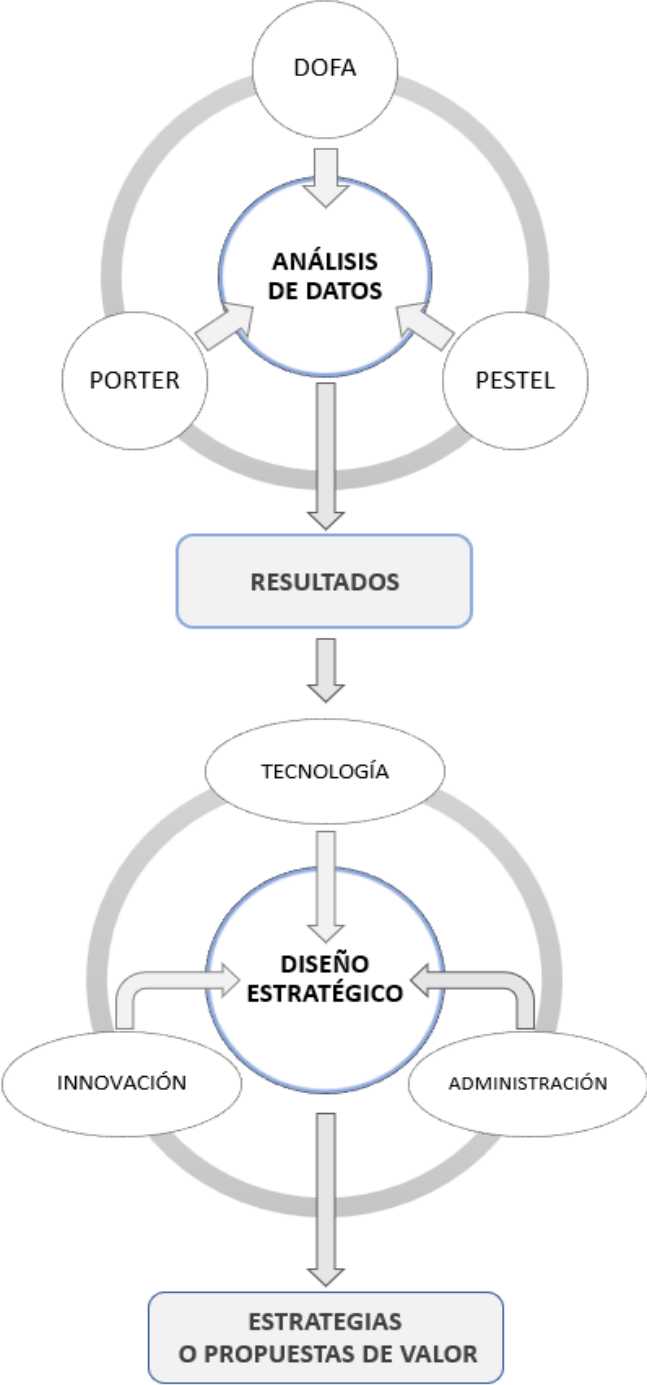 DOFA
ANÁLISIS
DE DATOS
PORTER
PESTEL
RESULTADOS
TECNOLOGÍA
DISEÑO
ESTRATÉGICO
INNOVACIÓN
ADMINISTRACIÓN
ESTRATEGIAS
O PROPUESTAS DE VALOR